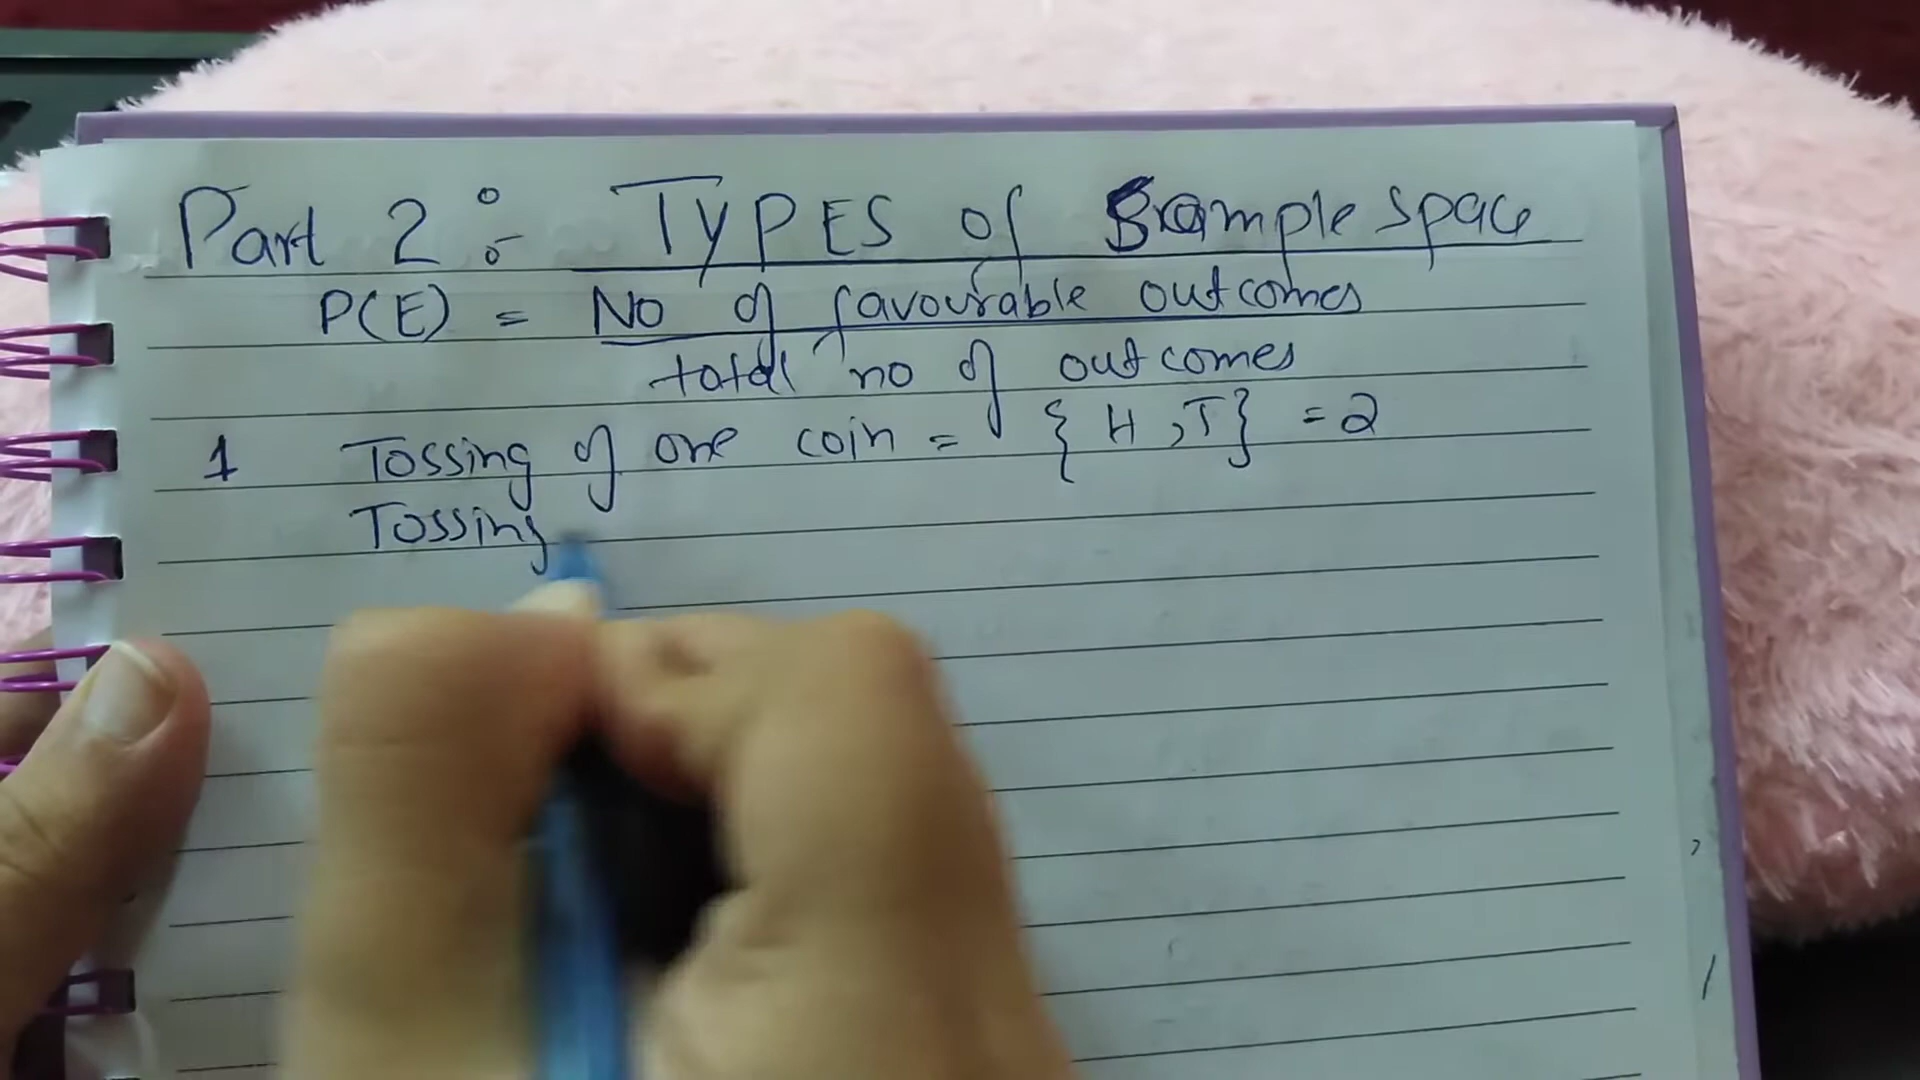 Part 2 : TYPES of Sample space
P(E) = No of favourable outcomes
total no of outcomes
1 Tossing of one coin = { H , T } = 2
Tossing